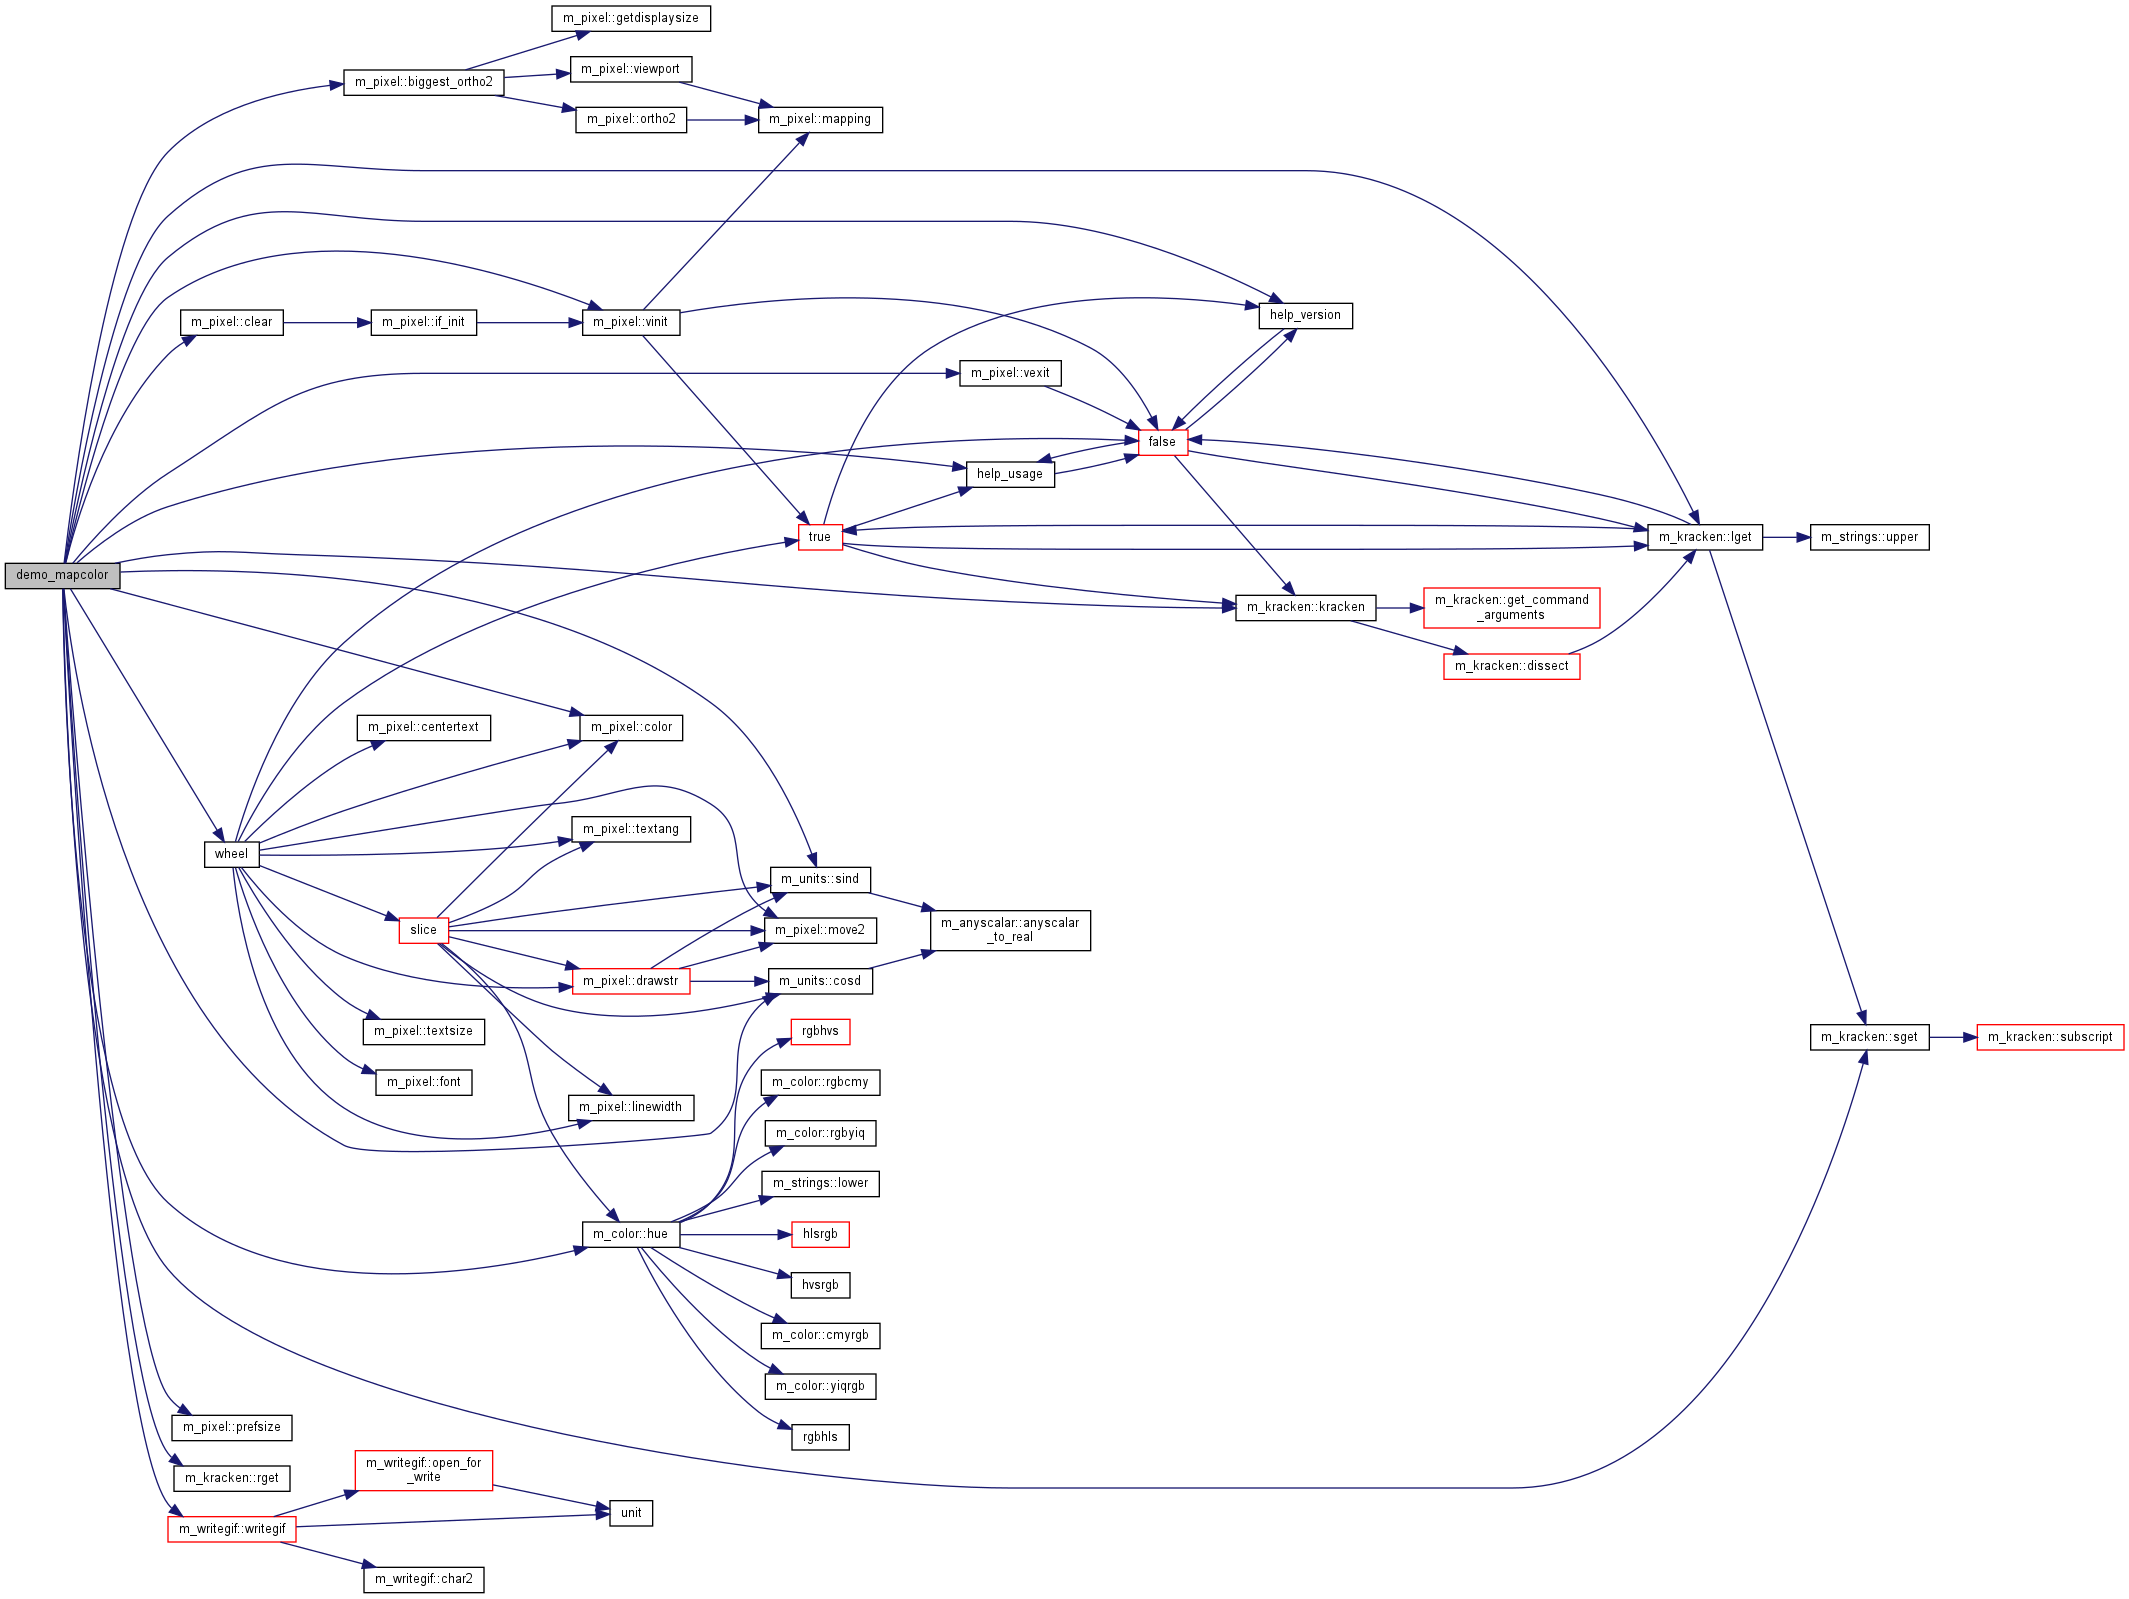 m_pixel::getdisplaysize
m_pixel::biggest_ortho2
m_pixel::viewport
m_pixel::ortho2
m_pixel::mapping
m_pixel::clear
m_pixel::if_init
m_pixel::vinit
help_version
m_pixel::vexit
false
help_usage
true
m_kracken::lget
m_strings::upper
demo_mapcolor
m_kracken::kracken
m_kracken::get_command
_arguments
m_kracken::dissect
m_pixel::centertext
m_pixel::color
m_pixel::textang
wheel
m_units::sind
slice
m_pixel::move2
m_anyscalar::anyscalar
_to_real
m_pixel::drawstr
m_units::cosd
m_pixel::textsize
rgbhvs
m_kracken::sget
m_kracken::subscript
m_pixel::font
m_color::rgbcmy
m_pixel::linewidth
m_color::rgbyiq
m_strings::lower
m_color::hue
hlsrgb
hvsrgb
m_color::cmyrgb
m_color::yiqrgb
m_pixel::prefsize
rgbhls
m_kracken::rget
m_writegif::open_for
_write
unit
m_writegif::writegif
m_writegif::char2